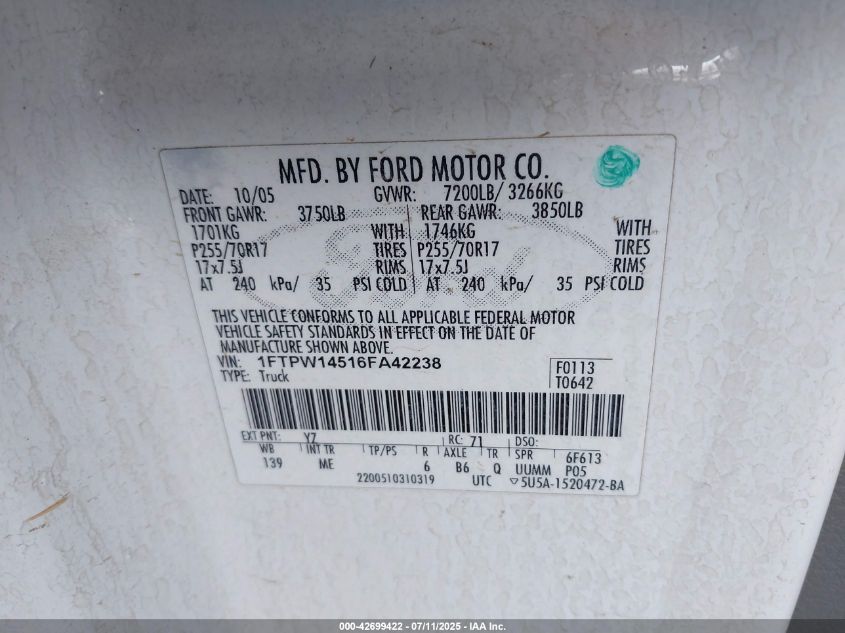 MFD. BY FORD MOTOR CO.
DATE: 10/05 GVWR: 7200LB/ 3266KG
FRONT GAWR: 3750LB REAR GAWR: 3850LB
1701KG WITH 1746KG WITH
P255/70R17 TIRES P255/70R17 TIRES
17x7.5J RIMS 17x7.5J RIMS
AT 240 kPa/ 35 PSI COLD AT 240 kPa/ 35 PSI COLD
Ford
THIS VEHICLE CONFORMS TO ALL APPLICABLE FEDERAL MOTOR
VEHICLE SAFETY STANDARDS IN EFFECT ON THE DATE OF
MANUFACTURE SHOWN ABOVE.
VIN: 1FTPW14516FA42238 F0113
TYPE: Truck T0642
EXT PNT: YZ RC: 71 DSO:
WB INT TR TP/PS R AXLE TR SPR 6F613
139 ME 6 B6 Q UUMM P05
2200510310319 UTC ▽5U5A-1520472-BA
000-42699422 - 07/11/2025 - IAA Inc.